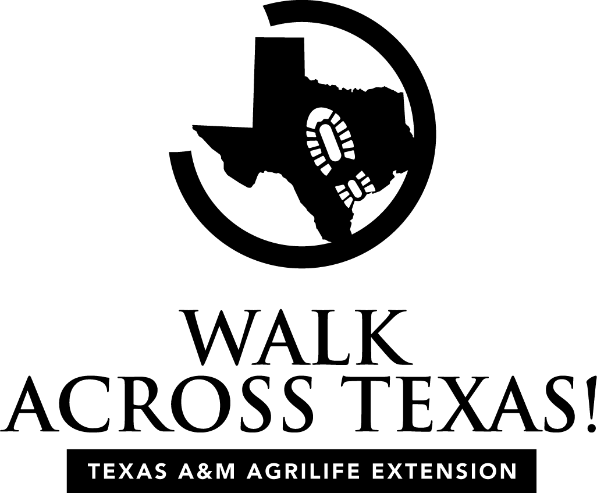 WALK
ACROSS TEXAS!
TEXAS A&M AGRILIFE EXTENSION